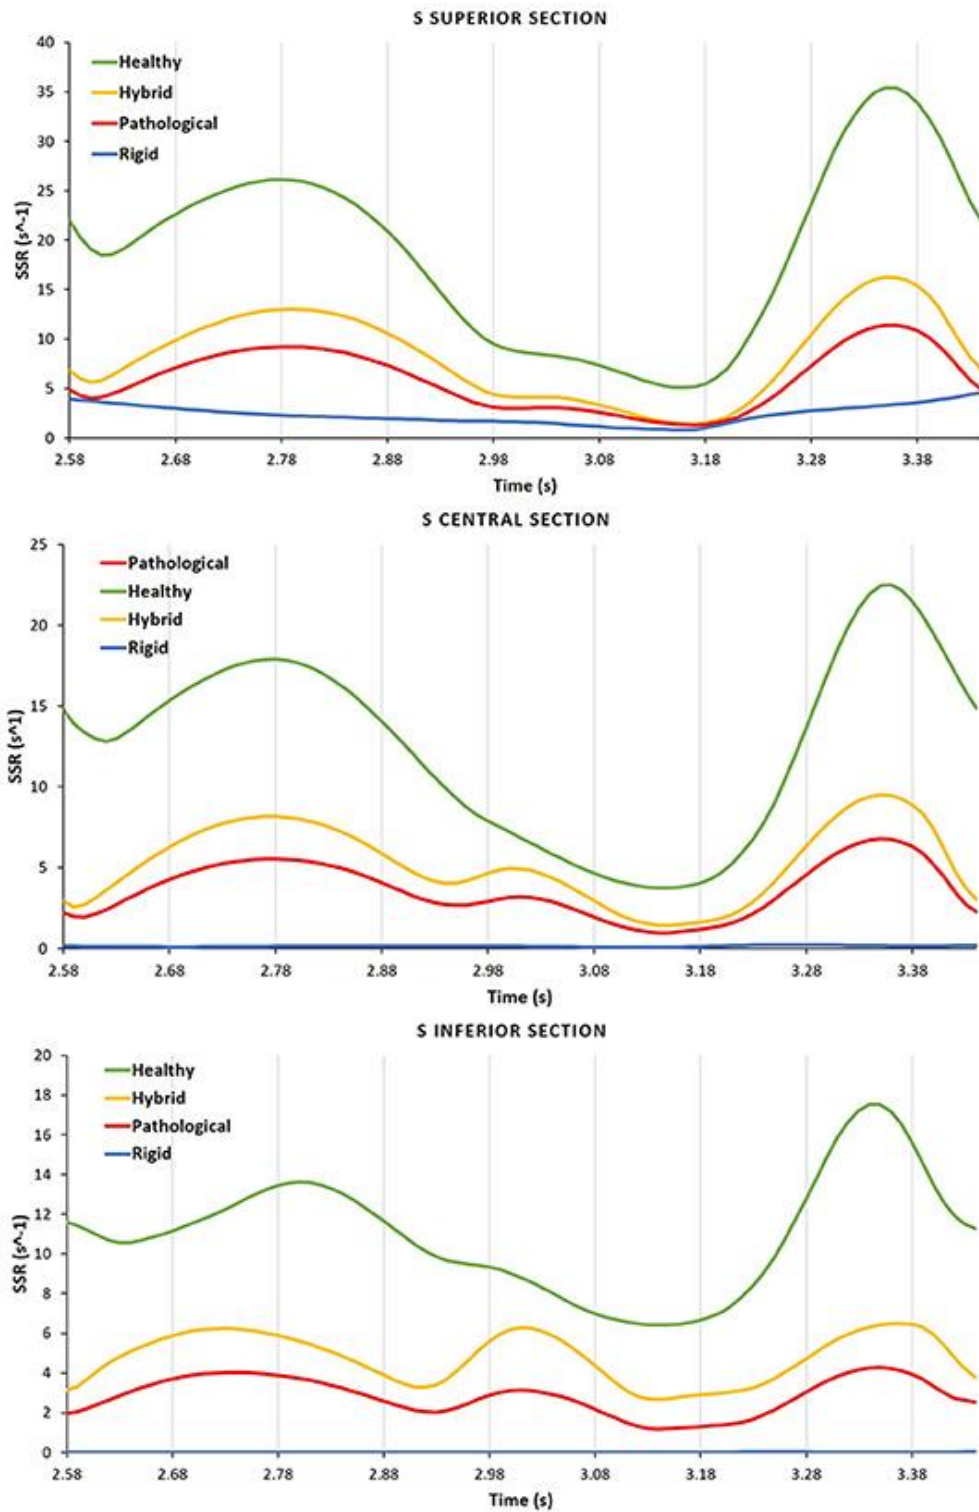 S SUPERIOR SECTION
40
35
30
25
20
15
10
5
0
SSR (s^-1)
Healthy
Hybrid
Pathological
Rigid
2.58 2.68 2.78 2.88 2.98 3.08 3.18 3.28 3.38
Time (s)
S CENTRAL SECTION
25
20
15
10
5
0
SSR (s^1)
Pathological
Healthy
Hybrid
Rigid
2.58 2.68 2.78 2.88 2.98 3.08 3.18 3.28 3.38
Time (s)
S INFERIOR SECTION
20
18
16
14
12
10
8
6
4
2
0
SSR (s^-1)
Healthy
Hybrid
Pathological
Rigid
2.58 2.68 2.78 2.88 2.98 3.08 3.18 3.28 3.38
Time (s)